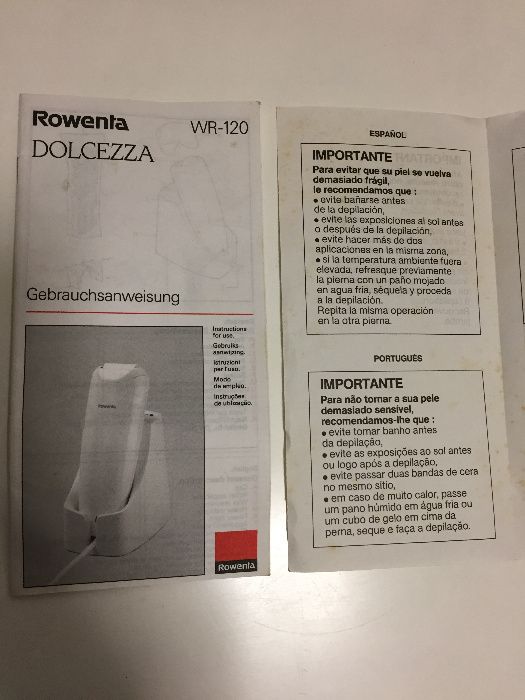 Rowenta
WR-120
DOLCEZZA
Gebrauchsanweisung
Instructions
for use.
Gebruiks-
aanwijzing.
Istruzioni
per l'uso.
Modo
de empleo.
Instruções
de utilização.
Rowenta
Rowenta
ESPAÑOL
IMPORTANTE
Para evitar que su piel se vuelva
demasiado frágil,
le recomendamos que :
• evite bañarse antes
de la depilación,
• evite las exposiciones al sol antes
o después de la depilación,
• evite hacer más de dos
aplicaciones en la misma zona,
• si la temperatura ambiente fuera
elevada, refresque previamente
la pierna con un paño mojado
en agua fria, séquela y proceda
a la depilación.
Repita la misma operación
en la otra pierna.
PORTUGUÊS
IMPORTANTE
Para não tornar a sua pele
demasiado sensível,
recomendamos-lhe que :
• evite tomar banho antes
da depilação,
• evite as exposições ao sol antes
ou logo após a depilação,
• evite passar duas bandas de cera
no mesmo sitio,
• em caso de muito calor, passe
um pano húmido em água fria ou
um cubo de gelo em cima da
perna, seque e faça a depilação.